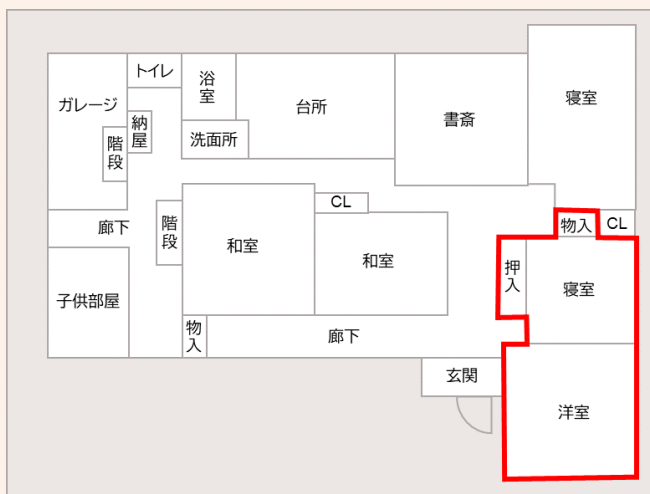 ガレージ
トイレ
浴室
台所
書斎
寝室
納屋
階段
洗面所
CL
物入
CL
廊下
階段
和室
和室
押入
寝室
子供部屋
物入
廊下
玄関
洋室